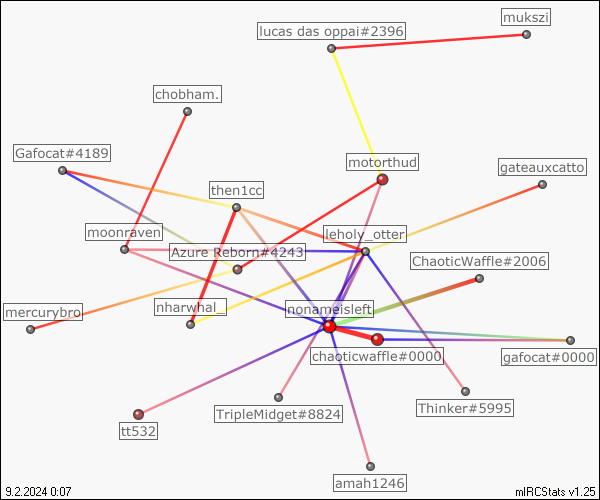 mukszi
lucas das oppai#2396
chobham.
Gafocat#4189
motorthud
gateauxcatto
then1cc
moonraven
leholy_otter
Azure Reborn#4243
ChaoticWaffle#2006
mercurybro
nharwhal_
nonameisleft
chaoticwaffle#0000
gafocat#0000
TripleMidget#8824
Thinker#5995
tt532
amah1246
9.2.2024 0:07
mIRCStats v1.25